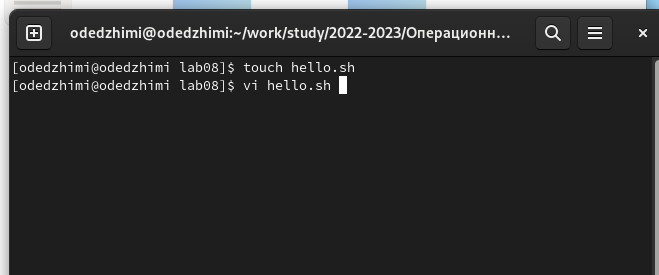 odedzhimi@odedzhimi:~/work/study/2022-2023/Операционн...
[odedzhimi@odedzhimi lab08]$ touch hello.sh
[odedzhimi@odedzhimi lab08]$ vi hello.sh